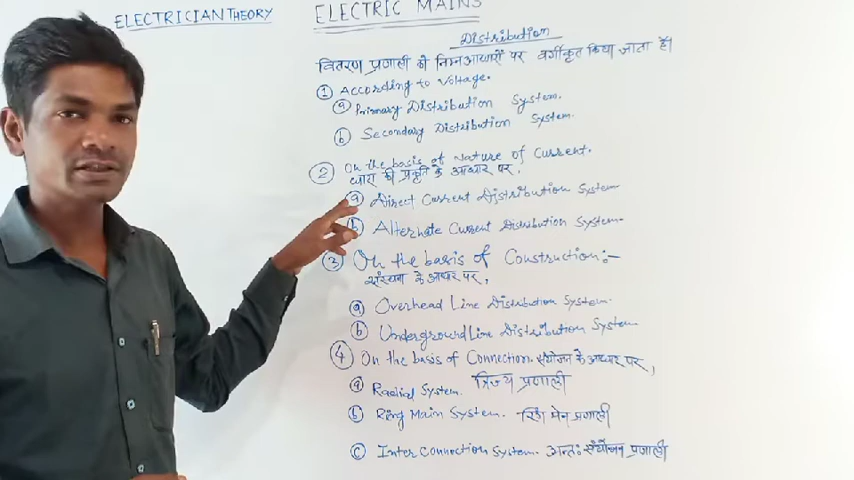 ELECTRICIAN THEORY
ELECTRIC MAINS
Distribution
वितरण प्रणाली को निम्न आधारों पर वर्गीकृत किया जाता है।
① According to Voltage.
ⓐ Primary Distribution System.
ⓑ Secondary Distribution System.
② On the basis of Nature of Current.
धारा की प्रकृति के आधार पर,
ⓐ Direct Current Distribution System
ⓑ Alternate Current Distribution System.
③ On the basis of Construction:-
संरचना के आधार पर,
ⓐ Overhead Line Distribution System.
ⓑ Underground Line Distribution System
④ On the basis of Connection संयोजन के आधार पर,
ⓐ Radial System. त्रिज्य प्रणाली
ⓑ Ring Main System. रिंग मेन प्रणाली
ⓒ Inter Connection System. अन्तः संयोजन प्रणाली